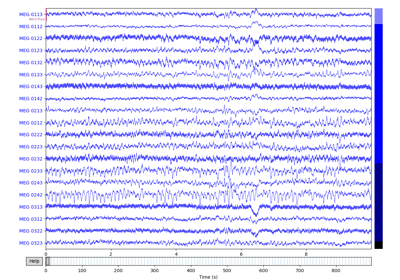 MEG 0113
MEG 0112
MEG 0122
MEG 0123
MEG 0132
MEG 0133
MEG 0143
MEG 0142
MEG 0213
MEG 0212
MEG 0222
MEG 0223
MEG 0232
MEG 0233
MEG 0243
MEG 0242
MEG 0313
MEG 0312
MEG 0322
MEG 0323
0 2 4 6 8
Help
0 100 200 300 400 500 600 700 800
Time (s)